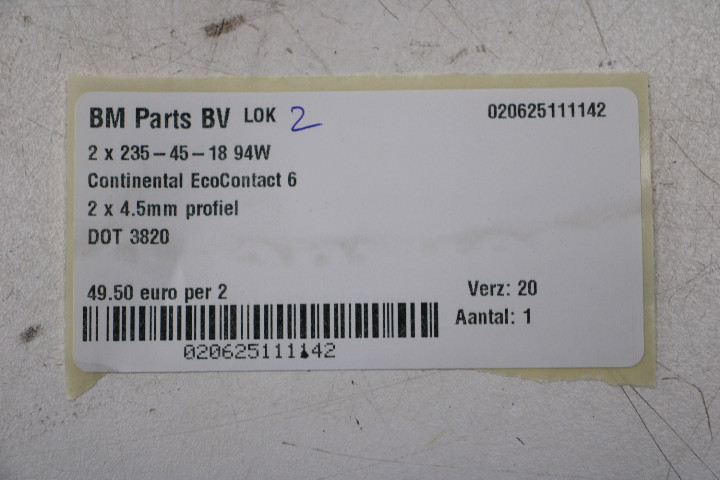 BM Parts BV LOK 2 020625111142
2 x 235-45-18 94W
Continental EcoContact 6
2 x 4.5mm profiel
DOT 3820
49.50 euro per 2 Verz: 20
Aantal: 1
020625111142